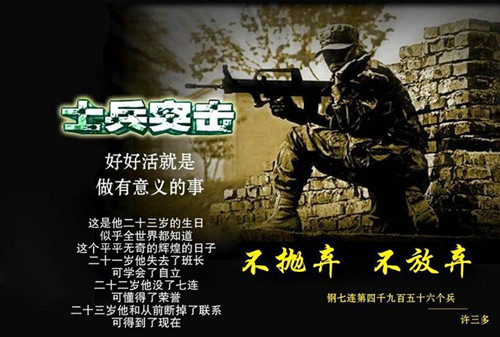 士兵突击
好好活就是
做有意义的事
这是他二十三岁的生日
似乎全世界都知道
这个平平无奇的辉煌的日子
二十一岁他失去了班长
可学会了自立
二十二岁他没了七连
可懂得了荣誉
二十三岁他和从前断掉了联系
可得到了现在
不抛弃 不放弃
钢七连第四千九百五十六个兵
许三多